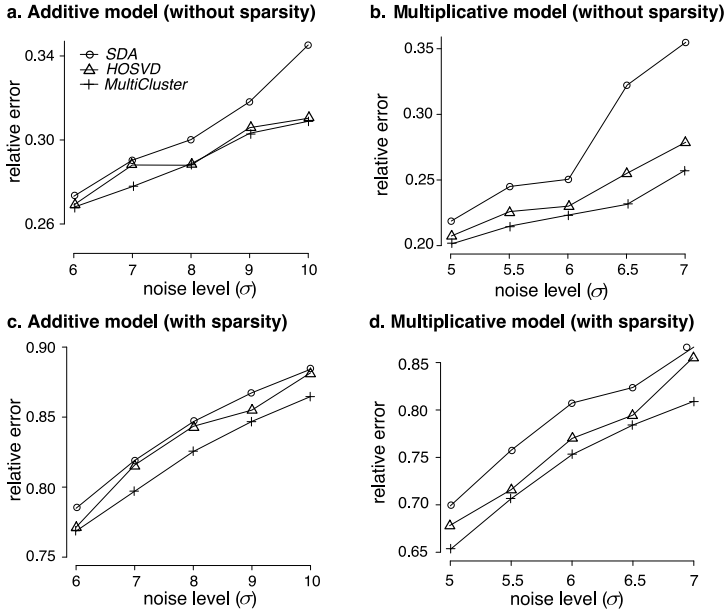 a. Additive model (without sparsity)
0.34
0.30
0.26
relative error
SDA
HOSVD
MultiCluster
6 7 8 9 10
noise level (σ)
b. Multiplicative model (without sparsity)
0.35
0.30
0.25
0.20
relative error
5 5.5 6 6.5 7
noise level (σ)
c. Additive model (with sparsity)
0.90
0.85
0.80
0.75
relative error
6 7 8 9 10
noise level (σ)
d. Multiplicative model (with sparsity)
0.85
0.80
0.75
0.70
0.65
relative error
5 5.5 6 6.5 7
noise level (σ)